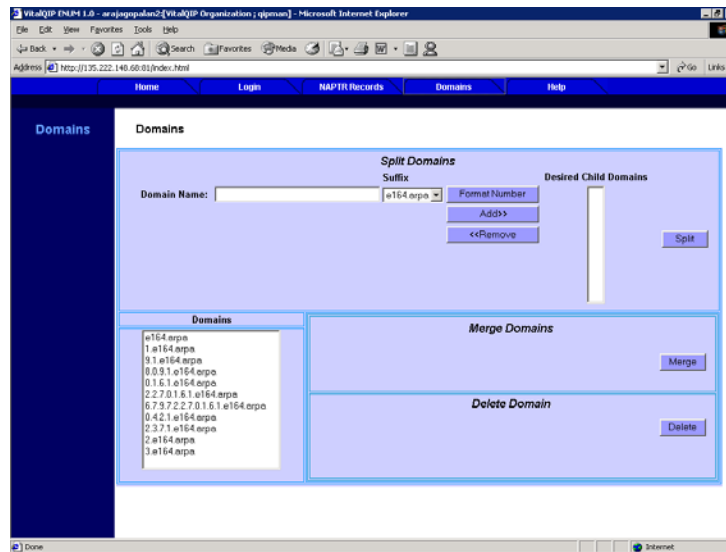 VitalQIP ENUM 1.0 - arajagopalan2:[VitalQIP Organization ; qipman] - Microsoft Internet Explorer
File Edit View Favorites Tools Help
Back Search Favorites Media
Address http://135.222.148.68:81/index.html Go Links
Home Login NAPTR Records Domains Help
Domains
Domains
Split Domains
Suffix Desired Child Domains
Domain Name: e164.arpa Format Number
Add>>
<<Remove
Split
Domains
e164.arpa
1.e164.arpa
9.1.e164.arpa
8.0.9.1.e164.arpa
0.1.6.1.e164.arpa
2.2.7.0.1.6.1.e164.arpa
6.7.9.7.2.2.7.0.1.6.1.e164.arpa
0.4.2.1.e164.arpa
2.3.7.1.e164.arpa
2.e164.arpa
3.e164.arpa
Merge Domains
Merge
Delete Domain
Delete
Done Internet